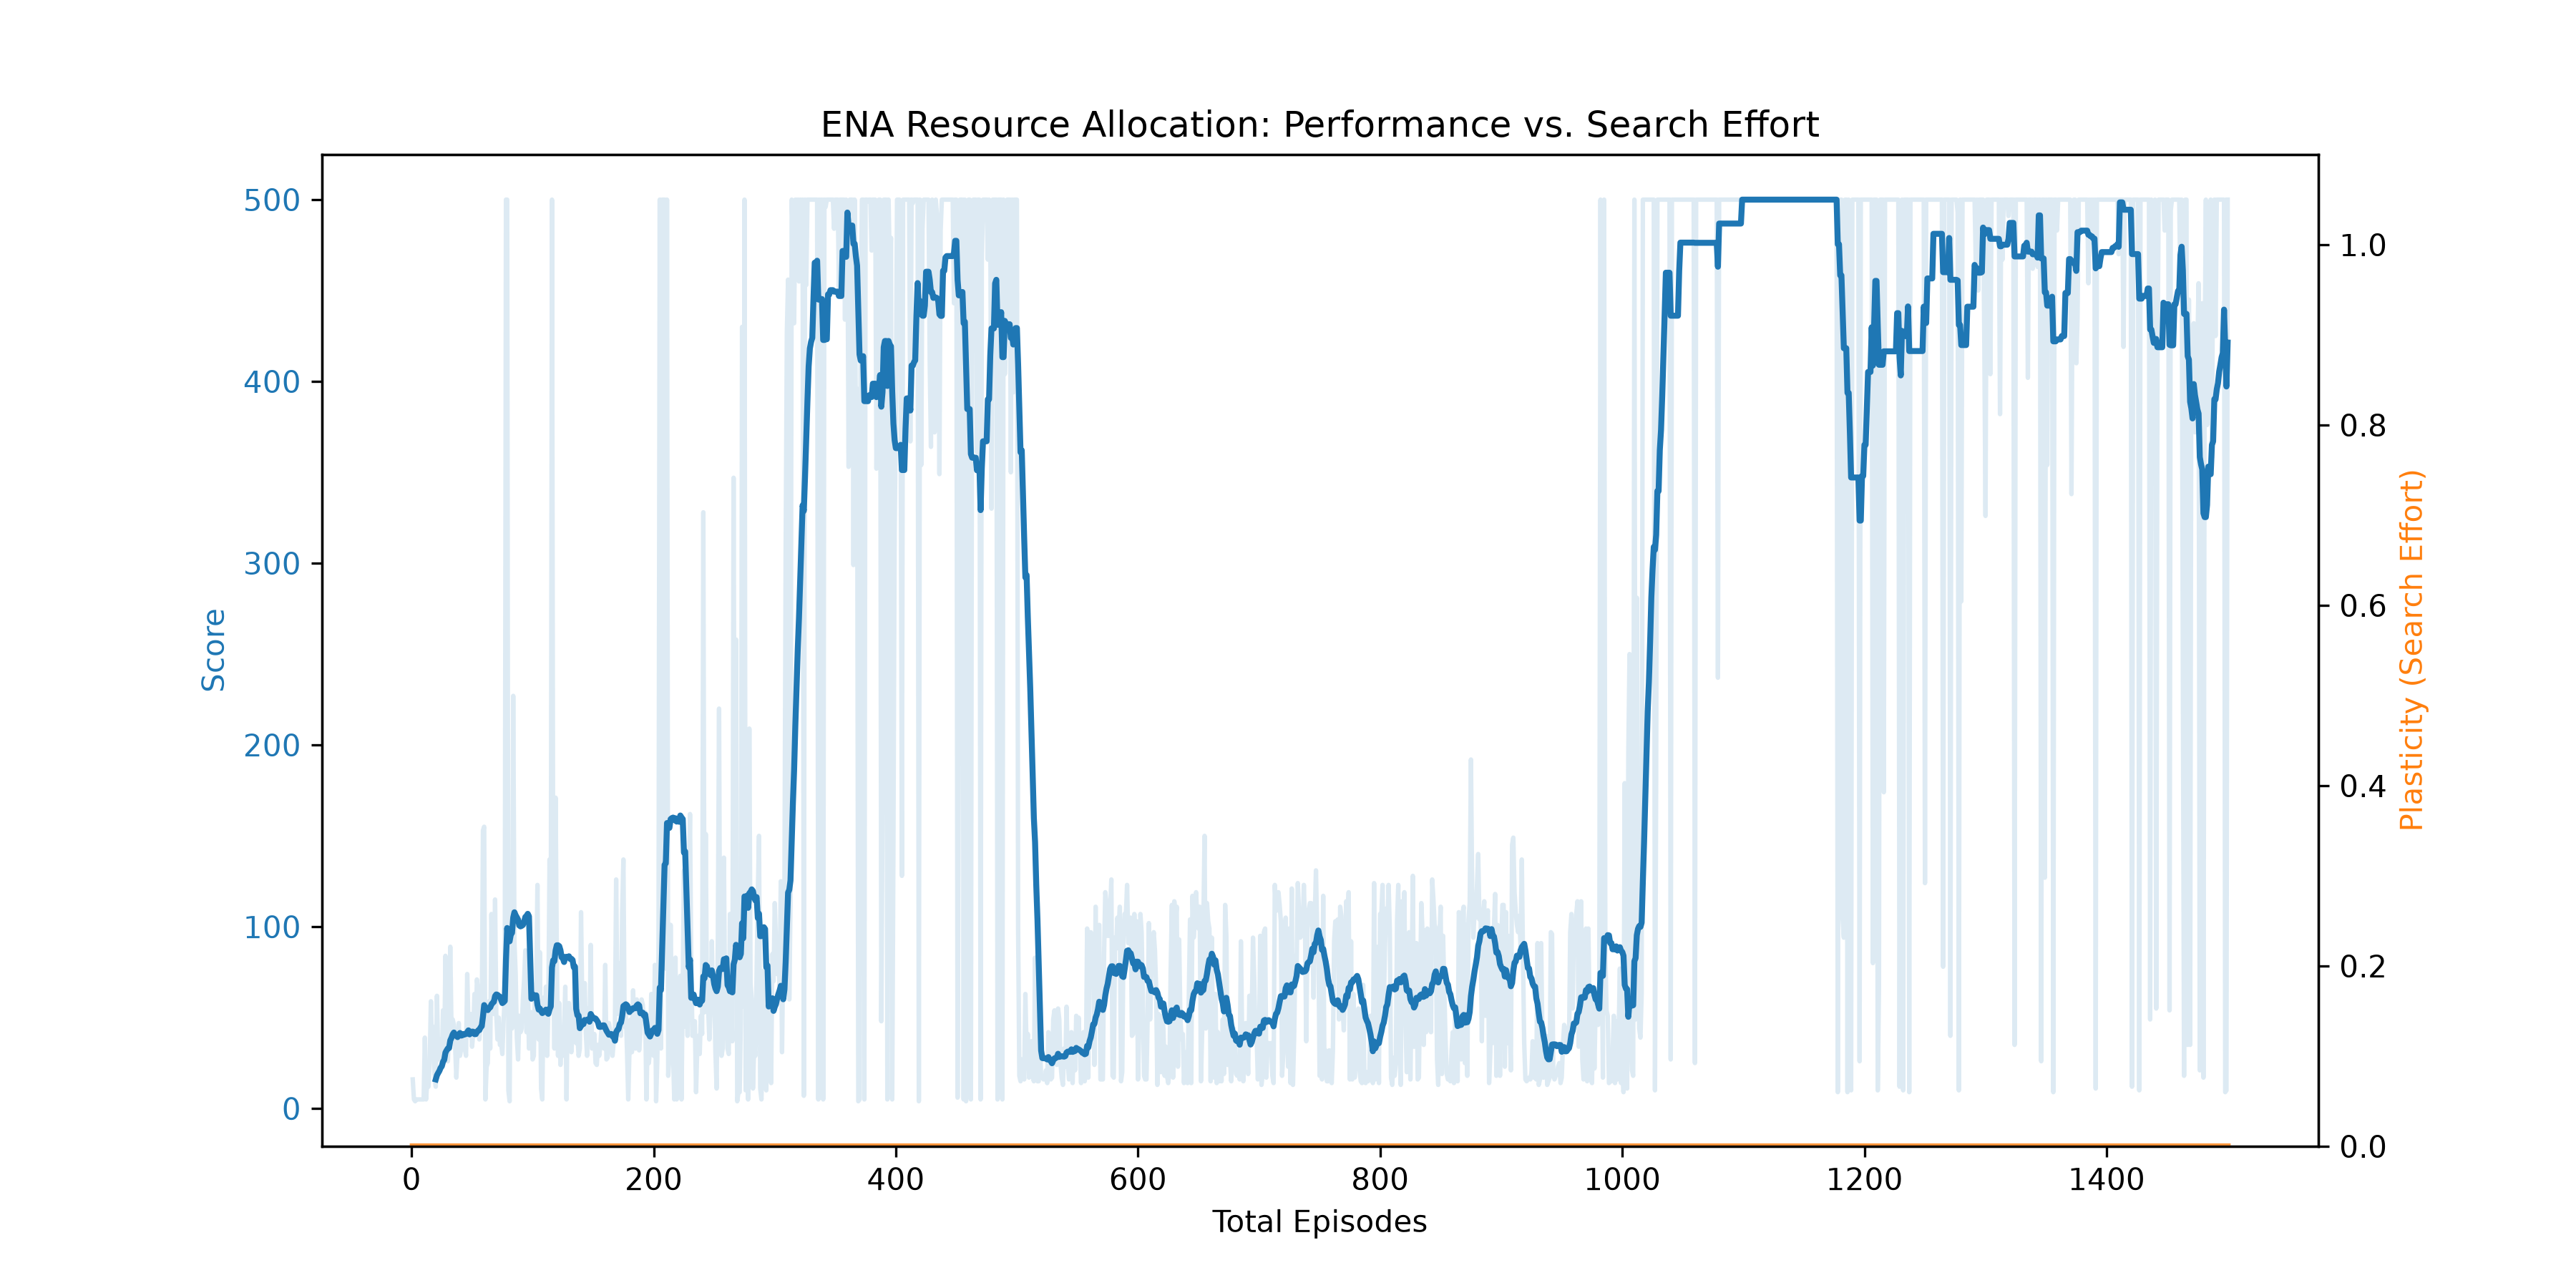 ENA Resource Allocation: Performance vs. Search Effort
500
400
300
200
100
0
Score
1.0
0.8
0.6
0.4
0.2
0.0
Plasticity (Search Effort)
0 200 400 600 800 1000 1200 1400
Total Episodes